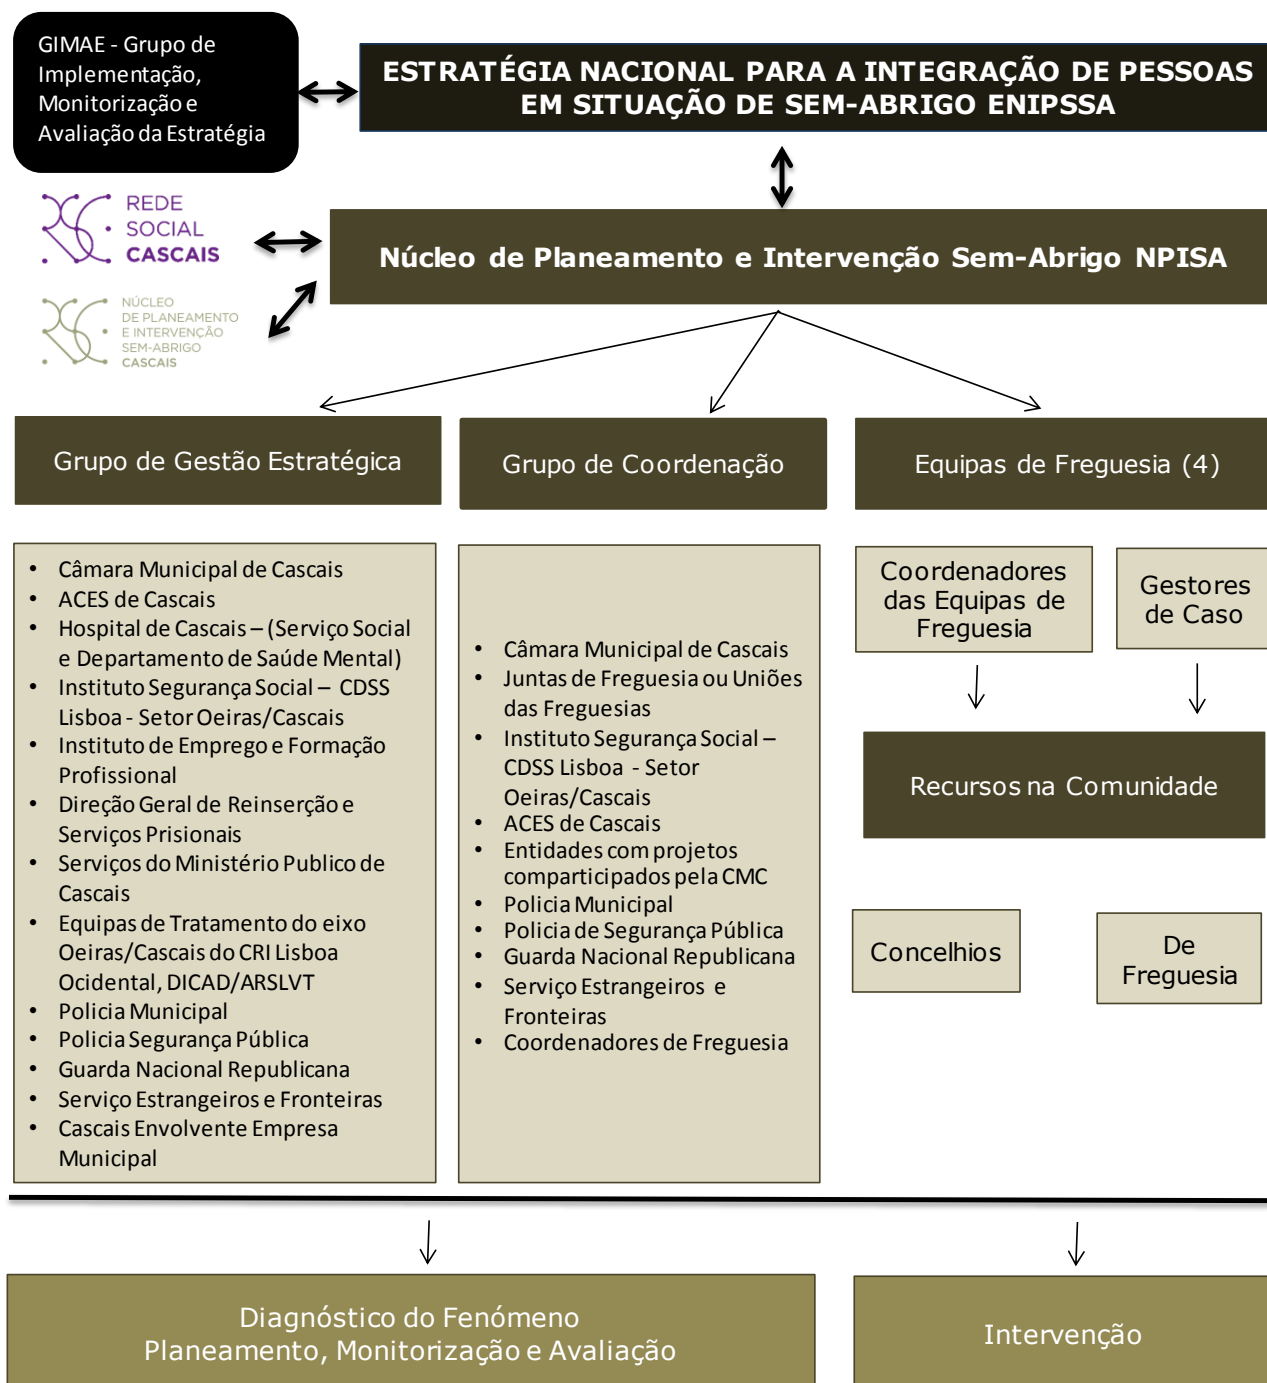 GIMAE - Grupo de
Implementação,
Monitorização e
Avaliação da Estratégia
ESTRATÉGIA NACIONAL PARA A INTEGRAÇÃO DE PESSOAS
EM SITUAÇÃO DE SEM-ABRIGO ENIPSSA
REDE
SOCIAL
CASCAIS
Núcleo de Planeamento e Intervenção Sem-Abrigo NPISA
NÚCLEO
DE PLANEAMENTO
E INTERVENÇÃO
SEM-ABRIGO
CASCAIS
Grupo de Gestão Estratégica
Grupo de Coordenação
Equipas de Freguesia (4)
• Câmara Municipal de Cascais
• ACES de Cascais
• Hospital de Cascais – (Serviço Social
e Departamento de Saúde Mental)
• Instituto Segurança Social – CDSS
Lisboa - Setor Oeiras/Cascais
• Instituto de Emprego e Formação
Profissional
• Direção Geral de Reinserção e
Serviços Prisionais
• Serviços do Ministério Publico de
Cascais
• Equipas de Tratamento do eixo
Oeiras/Cascais do CRI Lisboa
Ocidental, DICAD/ARSLVT
• Policia Municipal
• Policia Segurança Pública
• Guarda Nacional Republicana
• Serviço Estrangeiros e Fronteiras
• Cascais Envolvente Empresa
Municipal
• Câmara Municipal de Cascais
• Juntas de Freguesia ou Uniões
das Freguesias
• Instituto Segurança Social –
CDSS Lisboa - Setor
Oeiras/Cascais
• ACES de Cascais
• Entidades com projetos
comparticipados pela CMC
• Policia Municipal
• Policia de Segurança Pública
• Guarda Nacional Republicana
• Serviço Estrangeiros e
Fronteiras
• Coordenadores de Freguesia
Coordenadores
das Equipas de
Freguesia
Gestores
de Caso
Recursos na Comunidade
Concelhios
De
Freguesia
Diagnóstico do Fenómeno
Planeamento, Monitorização e Avaliação
Intervenção